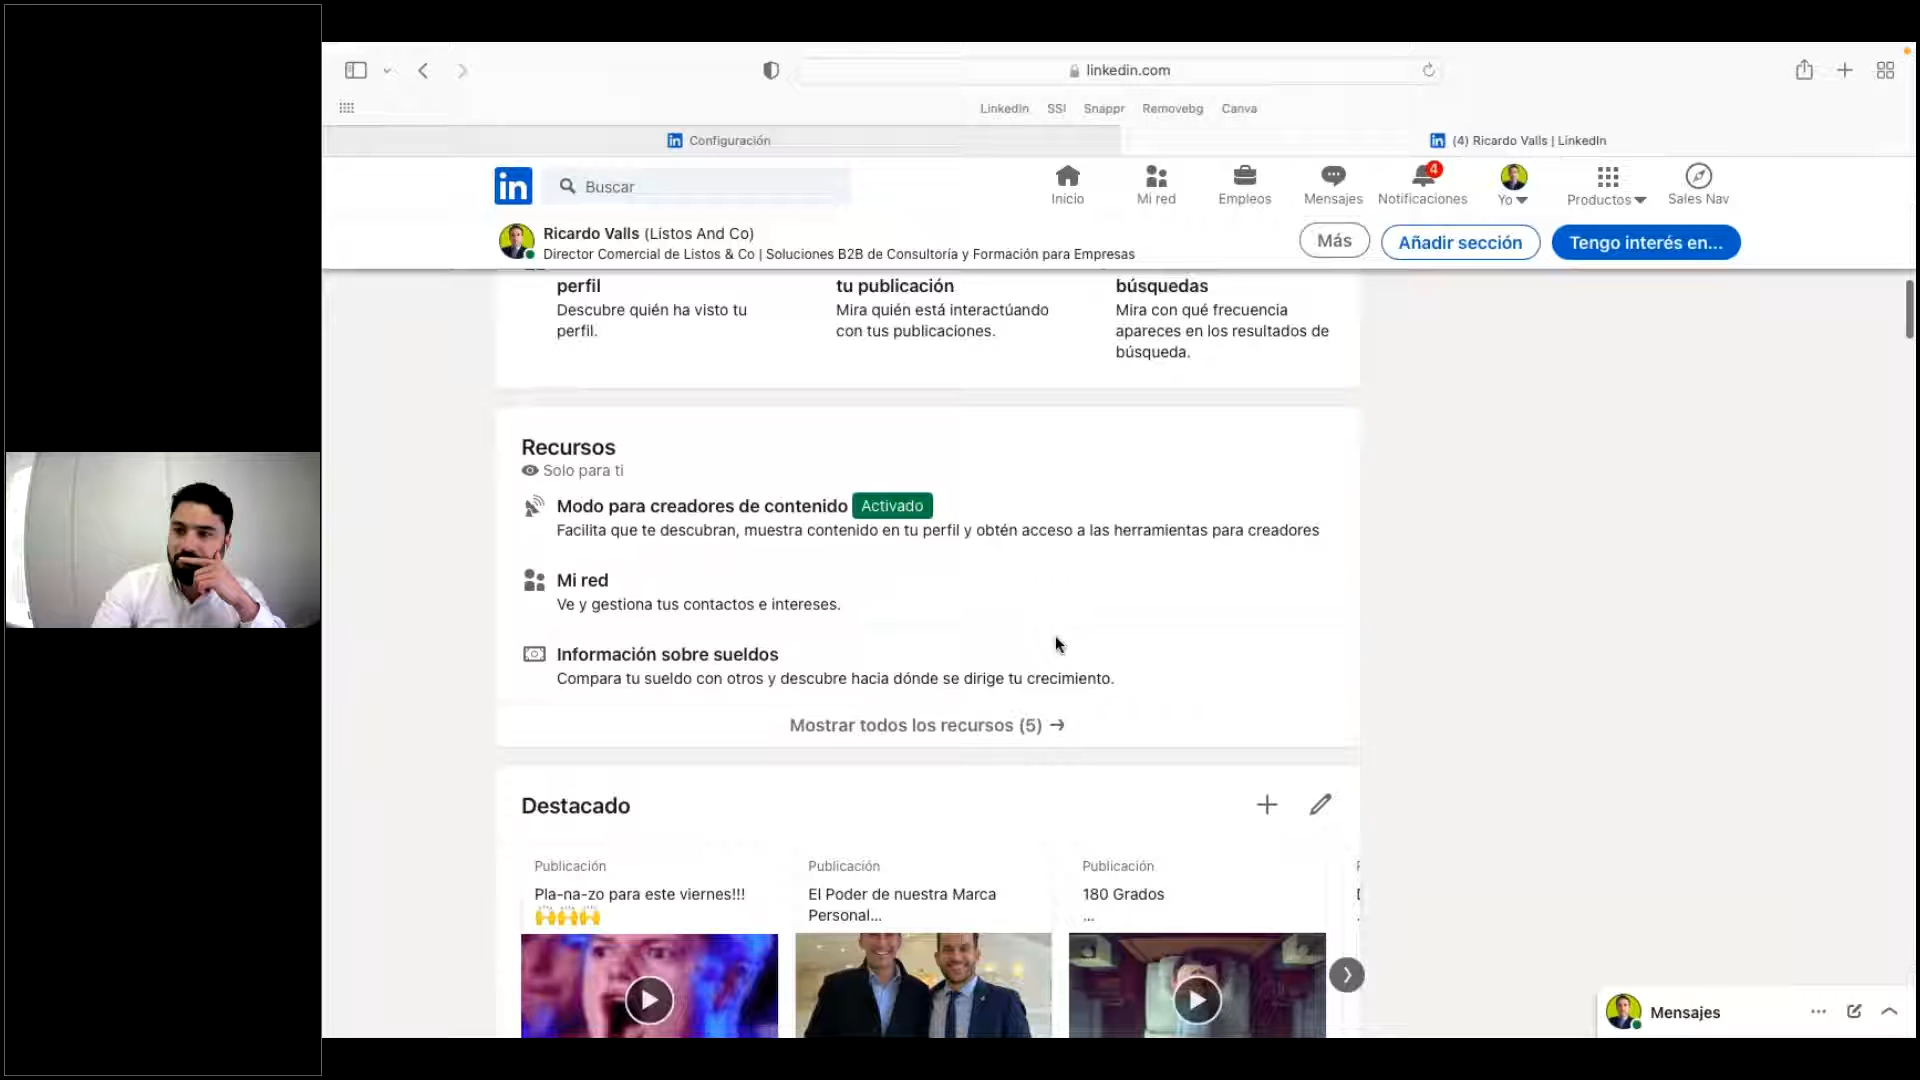 linkedin.com
LinkedIn SSI Snappr Removebg Canva
Configuración
(4) Ricardo Valls | LinkedIn
in
Buscar
Inicio
Mi red
Empleos
Mensajes
4
Notificaciones
Yo
Productos
Sales Nav
Ricardo Valls (Listos And Co)
Director Comercial de Listos & Co | Soluciones B2B de Consultoría y Formación para Empresas
Más
Añadir sección
Tengo interés en...
perfil
Descubre quién ha visto tu
perfil.
tu publicación
Mira quién está interactúando
con tus publicaciones.
búsquedas
Mira con qué frecuencia
apareces en los resultados de
búsqueda.
Recursos
Solo para ti
Modo para creadores de contenido Activado
Facilita que te descubran, muestra contenido en tu perfil y obtén acceso a las herramientas para creadores
Mi red
Ve y gestiona tus contactos e intereses.
Información sobre sueldos
Compara tu sueldo con otros y descubre hacia dónde se dirige tu crecimiento.
Mostrar todos los recursos (5) →
Destacado
Publicación
Pla-na-zo para este viernes!!!
🙌🙌🙌
Publicación
El Poder de nuestra Marca
Personal...
Publicación
180 Grados
...
Mensajes